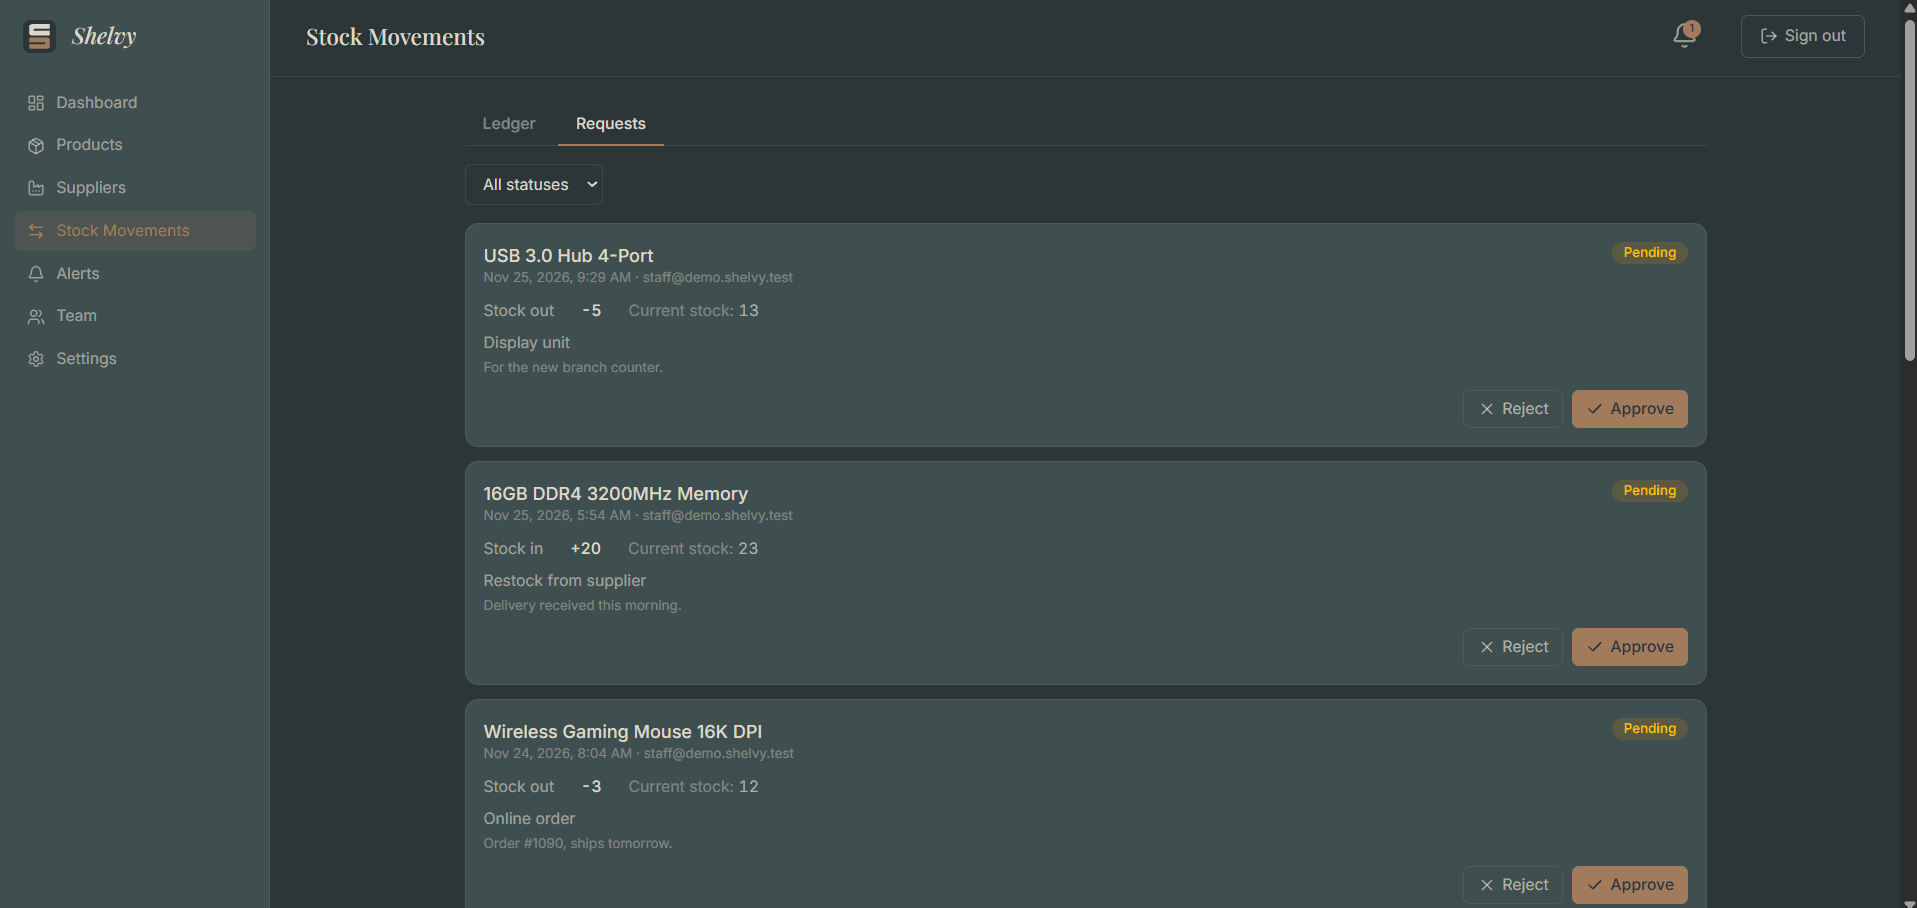 Shelvy
Dashboard
Products
Suppliers
Stock Movements
Alerts
Team
Settings
Stock Movements
1
Sign out
Ledger
Requests
All statuses
USB 3.0 Hub 4-Port
Pending
Nov 25, 2026, 9:29 AM · staff@demo.shelvy.test
Stock out -5 Current stock: 13
Display unit
For the new branch counter.
Reject
Approve
16GB DDR4 3200MHz Memory
Pending
Nov 25, 2026, 5:54 AM · staff@demo.shelvy.test
Stock in +20 Current stock: 23
Restock from supplier
Delivery received this morning.
Reject
Approve
Wireless Gaming Mouse 16K DPI
Pending
Nov 24, 2026, 8:04 AM · staff@demo.shelvy.test
Stock out -3 Current stock: 12
Online order
Order #1090, ships tomorrow.
Reject
Approve